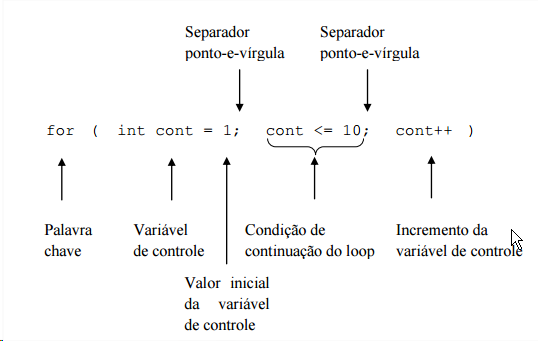 Separador
ponto-e-vírgula
Separador
ponto-e-vírgula
for ( int cont = 1; cont <= 10; cont++ )
Palavra
chave
Variável
de controle
Valor inicial
da variável
de controle
Condição de
continuação do loop
Incremento da
variável de controle